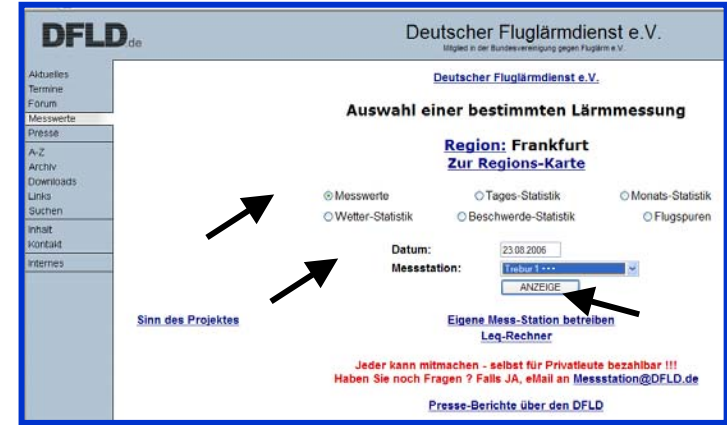 DFLD.de
Deutscher Fluglärmdienst e.V.
Mitglied in der Bundesvereinigung gegen Fluglärm e.V.
Aktuelles
Termine
Forum
Messwerte
Presse
A-Z
Archiv
Downloads
Links
Suchen
Inhalt
Kontakt
Internes
Deutscher Fluglärmdienst e.V.
Auswahl einer bestimmten Lärmmessung
Region: Frankfurt
Zur Regions-Karte
Messwerte Tages-Statistik Monats-Statistik
Wetter-Statistik Beschwerde-Statistik Flugspuren
Datum: 23.08.2006
Messstation: Trebur 1 ***
ANZEIGE
Sinn des Projektes Eigene Mess-Station betreiben
Leq-Rechner
Jeder kann mitmachen - selbst für Privatleute bezahlbar !!!
Haben Sie noch Fragen ? Falls JA, eMail an Messstation@DFLD.de
Presse-Berichte über den DFLD